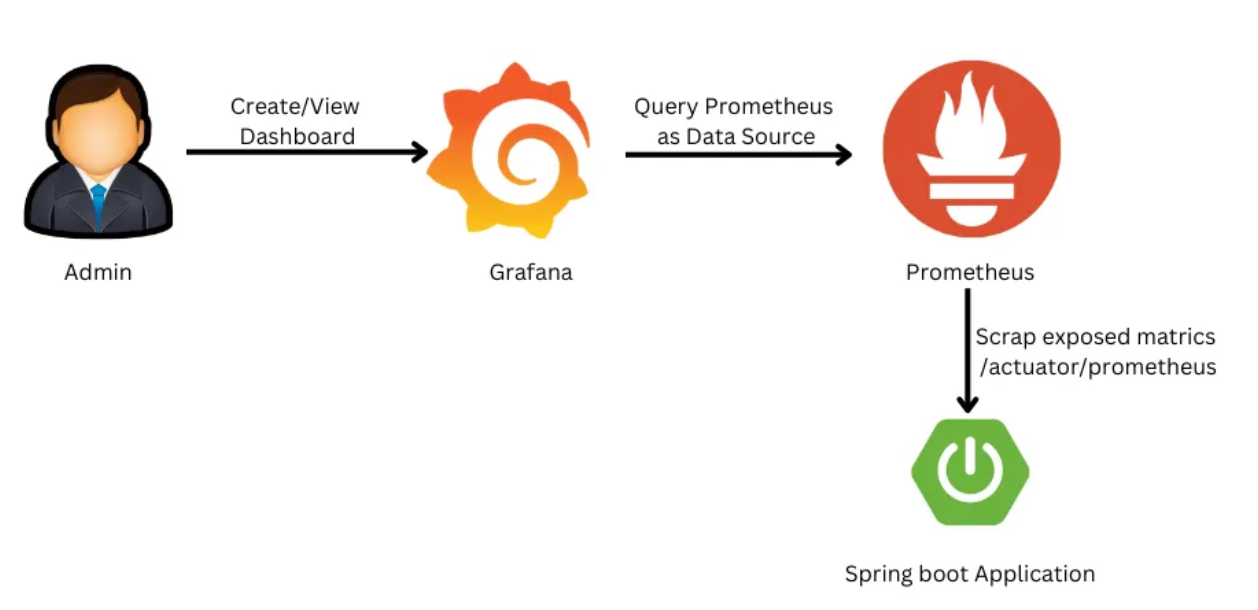 Create/View
Dashboard
Query Prometheus
as Data Source
Admin
Grafana
Prometheus
Scrap exposed matrics
/actuator/prometheus
Spring boot Application